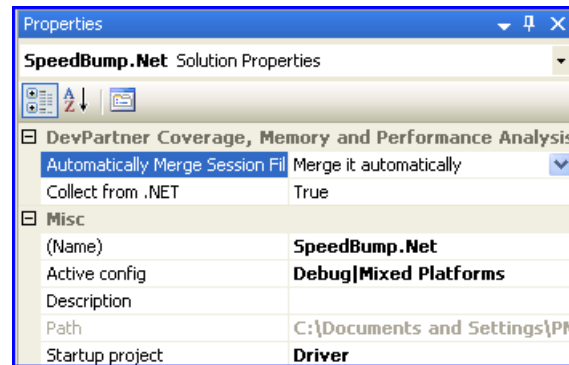 Properties
SpeedBump.Net Solution Properties
DevPartner Coverage, Memory and Performance Analysis
Automatically Merge Session Fil Merge it automatically
Collect from .NET True
Misc
(Name) SpeedBump.Net
Active config Debug|Mixed Platforms
Description
Path C:\Documents and Settings\PM
Startup project Driver